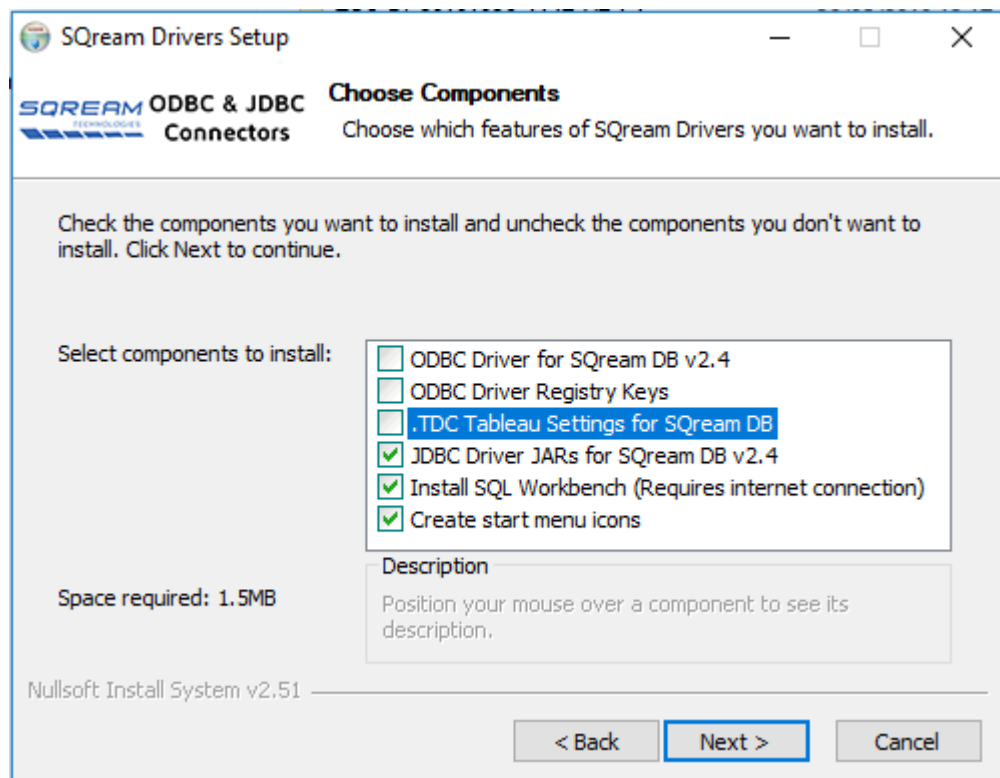 SQream Drivers Setup
SQREAM
TECHNOLOGIES
ODBC & JDBC
Connectors
Choose Components
Choose which features of SQream Drivers you want to install.
Check the components you want to install and uncheck the components you don't want to
install. Click Next to continue.
Select components to install:
ODBC Driver for SQream DB v2.4
ODBC Driver Registry Keys
.TDC Tableau Settings for SQream DB
JDBC Driver JARs for SQream DB v2.4
Install SQL Workbench (Requires internet connection)
Create start menu icons
Space required: 1.5MB
Description
Position your mouse over a component to see its
description.
Nullsoft Install System v2.51
< Back
Next >
Cancel